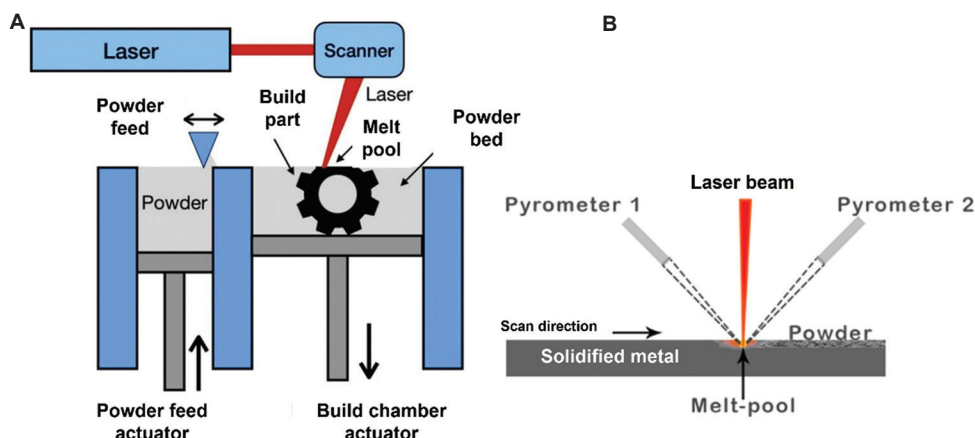 A
Laser
Scanner
Laser
Powder
feed
Build
part
Melt
pool
Powder
bed
Powder
Powder feed
actuator
Build chamber
actuator
B
Laser beam
Pyrometer 1
Pyrometer 2
Scan direction
Powder
Solidified metal
Melt-pool